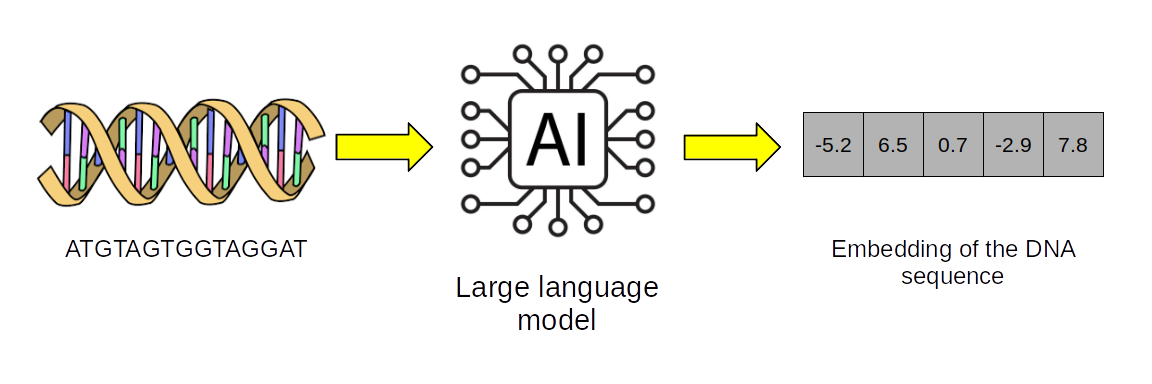 ATGTAGTGGTAGGAT
AI
Large language
model
-5.2 6.5 0.7 -2.9 7.8
Embedding of the DNA
sequence